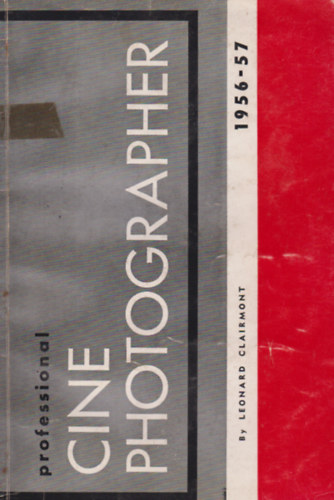 professional
CINE
PHOTOGRAPHER
By LEONARD CLAIRMONT
1956-57